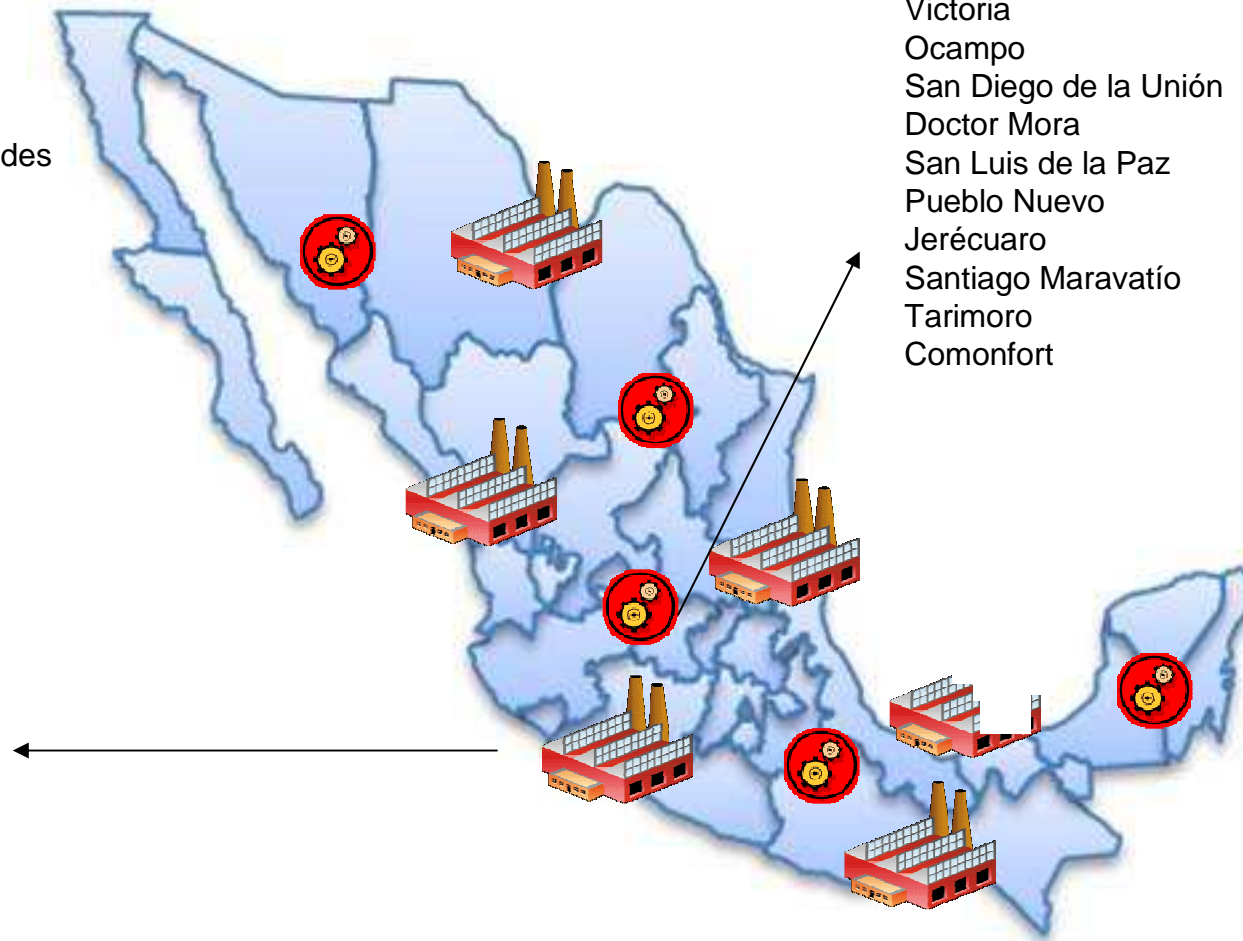 des
Victoria
Ocampo
San Diego de la Unión
Doctor Mora
San Luis de la Paz
Pueblo Nuevo
Jerécuaro
Santiago Maravatío
Tarimoro
Comonfort